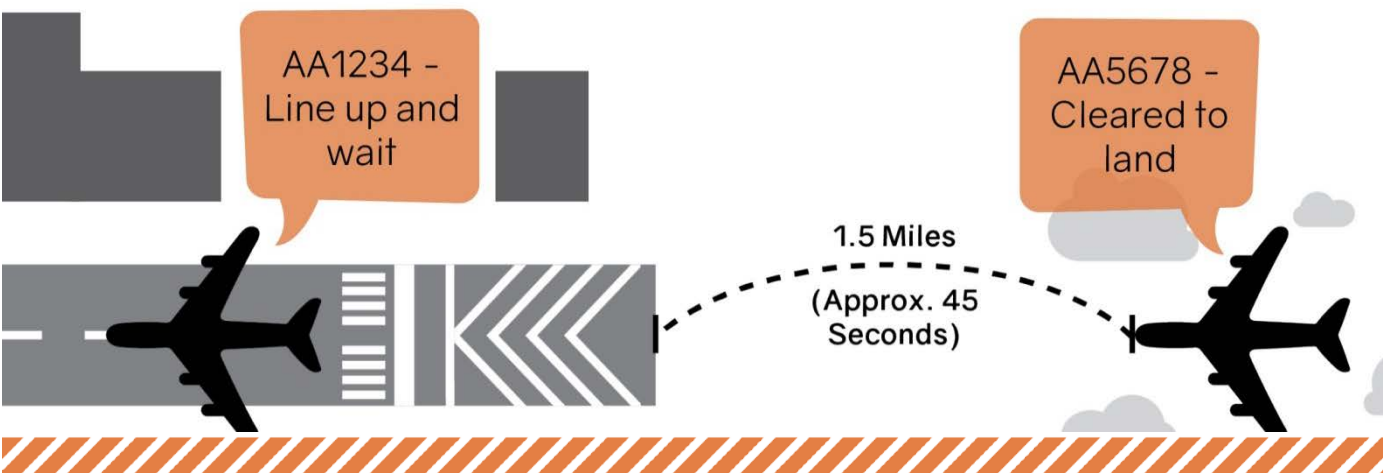 AA1234 -
Line up and
wait
AA5678 -
Cleared to
land
1.5 Miles
(Approx. 45
Seconds)